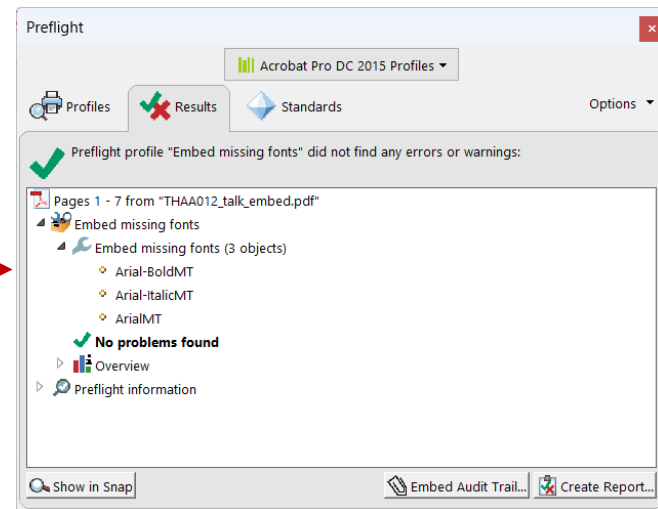 Preflight
Acrobat Pro DC 2015 Profiles
Profiles
Results
Standards
Options
Preflight profile "Embed missing fonts" did not find any errors or warnings:
Pages 1 - 7 from "THAA012_talk_embed.pdf"
Embed missing fonts
Embed missing fonts (3 objects)
Arial-BoldMT
Arial-ItalicMT
ArialMT
No problems found
Overview
Preflight information
Show in Snap
Embed Audit Trail...
Create Report...